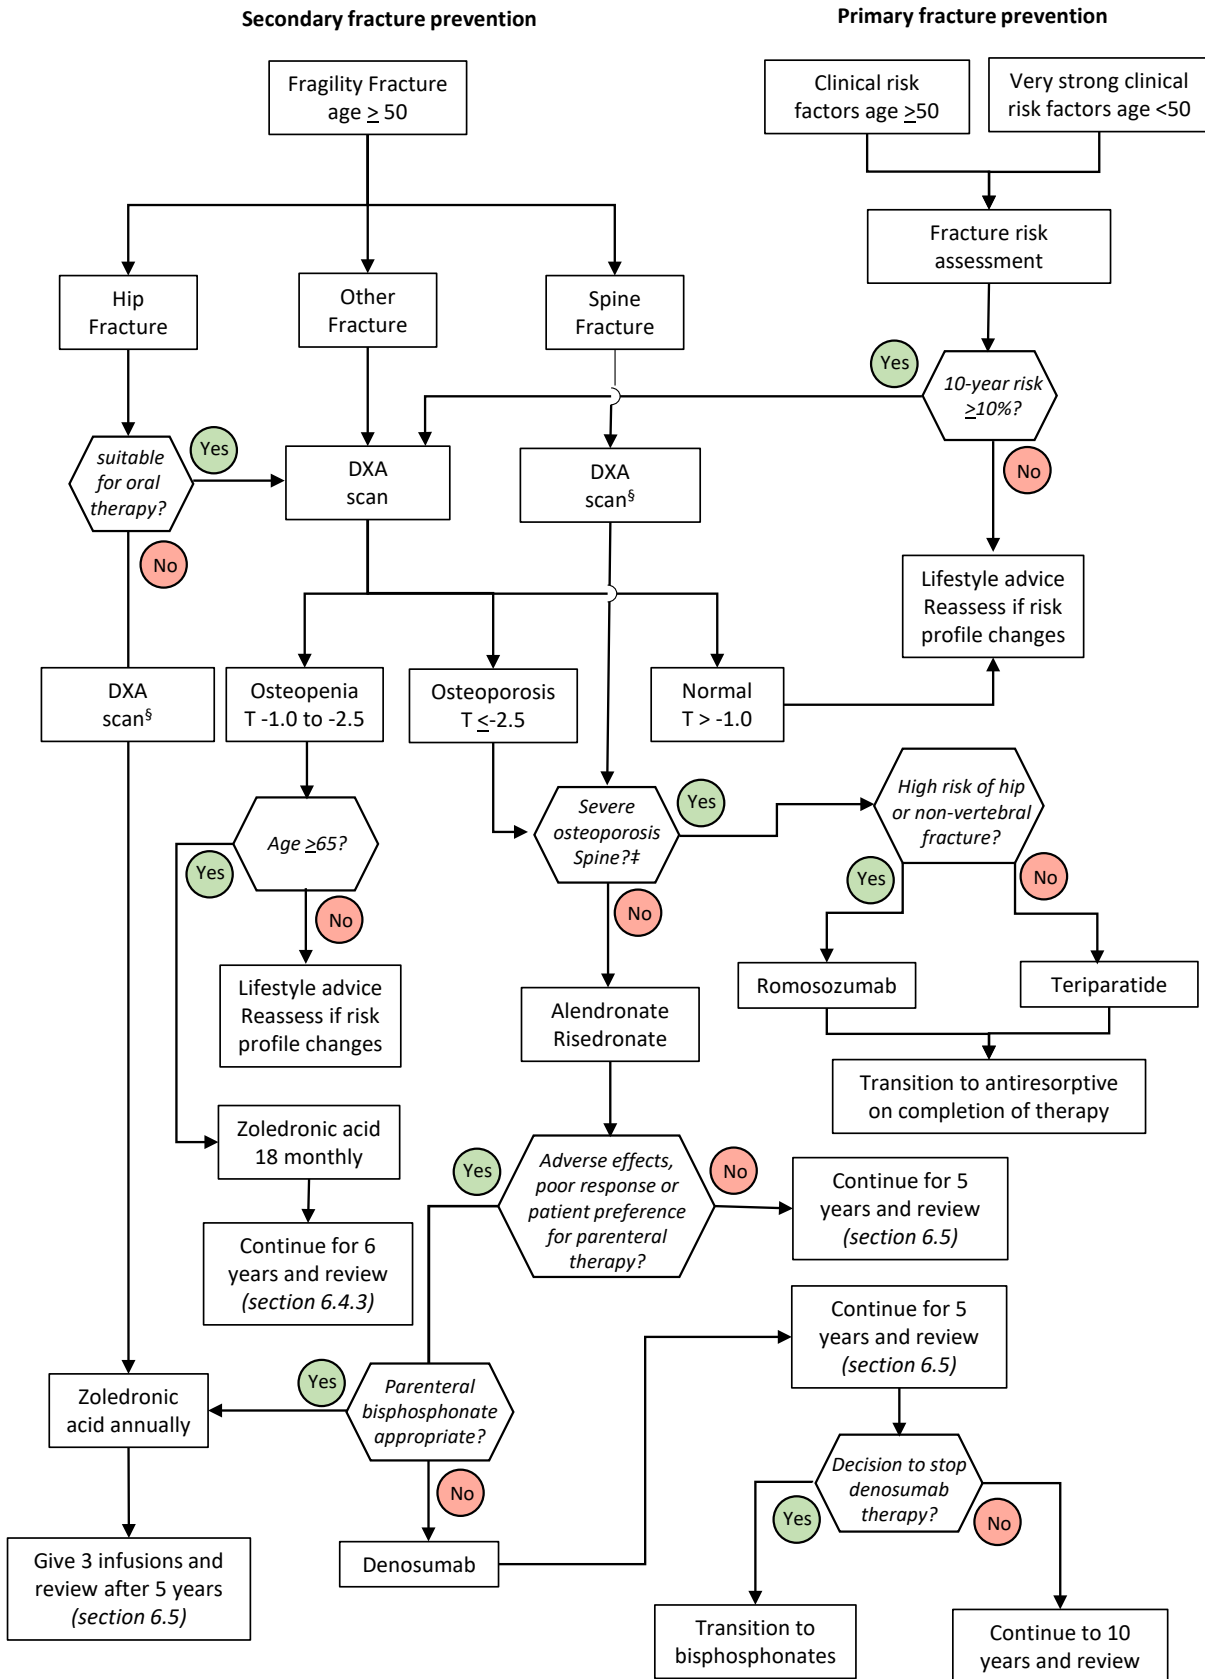 Secondary fracture prevention
Primary fracture prevention
Fragility Fracture
age ≥ 50
Clinical risk
factors age ≥50
Very strong clinical
risk factors age <50
Fracture risk
assessment
Hip
Fracture
Other
Fracture
Spine
Fracture
Yes
10-year risk
≥10%?
No
suitable
for oral
therapy?
Yes
No
DXA
scan
DXA
scan§
Lifestyle advice
Reassess if risk
profile changes
DXA
scan§
Osteopenia
T -1.0 to -2.5
Osteoporosis
T ≤-2.5
Normal
T > -1.0
Age ≥65?
Yes
No
Severe
osteoporosis
Spine?‡
Yes
No
High risk of hip
or non-vertebral
fracture?
Yes
No
Lifestyle advice
Reassess if risk
profile changes
Alendronate
Risedronate
Romosozumab
Teriparatide
Transition to antiresorptive
on completion of therapy
Zoledronic acid
18 monthly
Continue for 6
years and review
(section 6.4.3)
Yes
Adverse effects,
poor response or
patient preference
for parenteral
therapy?
No
Continue for 5
years and review
(section 6.5)
Continue for 5
years and review
(section 6.5)
Zoledronic
acid annually
Yes
Parenteral
bisphosphonate
appropriate?
No
Decision to stop
denosumab
therapy?
Yes
No
Give 3 infusions and
review after 5 years
(section 6.5)
Denosumab
Transition to
bisphosphonates
Continue to 10
years and review